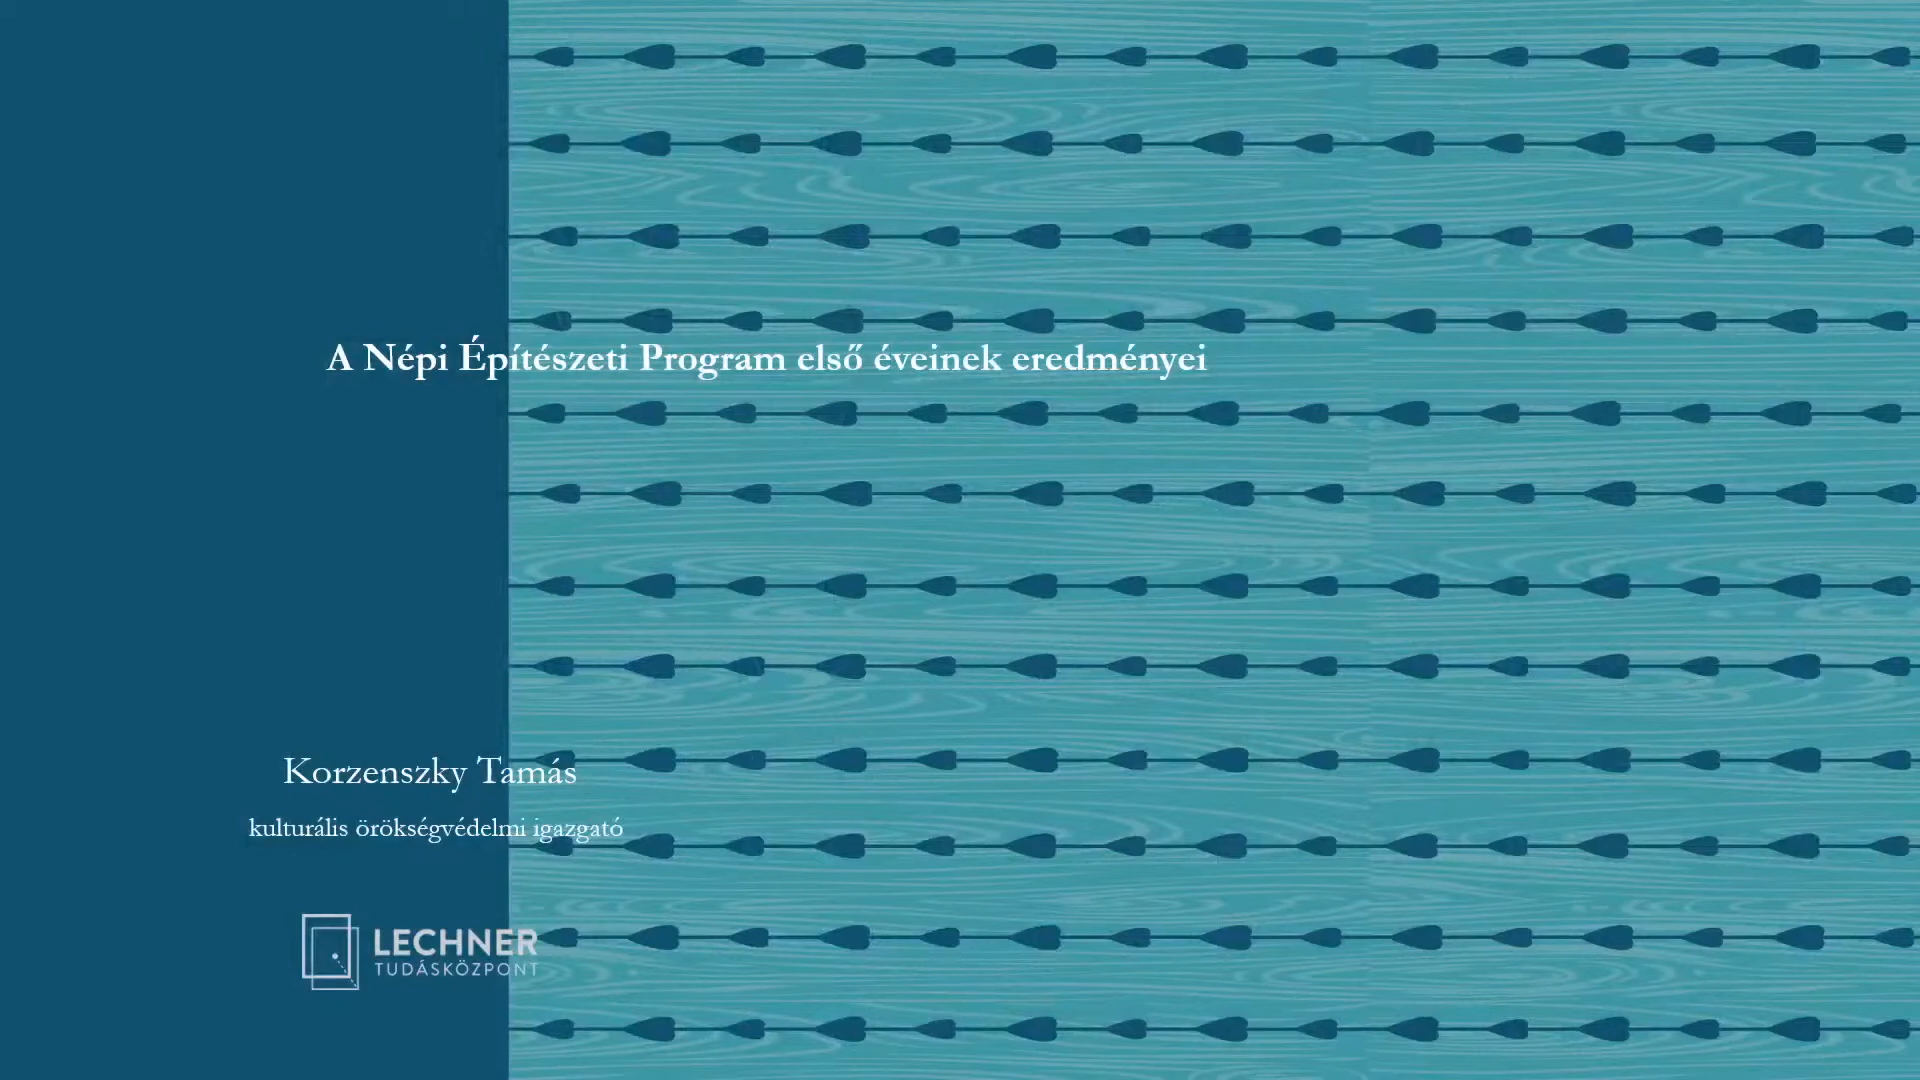 A Népi Építészeti Program első éveinek eredményei
Korzenszky Tamás
kulturális örökségvédelmi igazgató
LECHNER
TUDÁSKÖZPONT